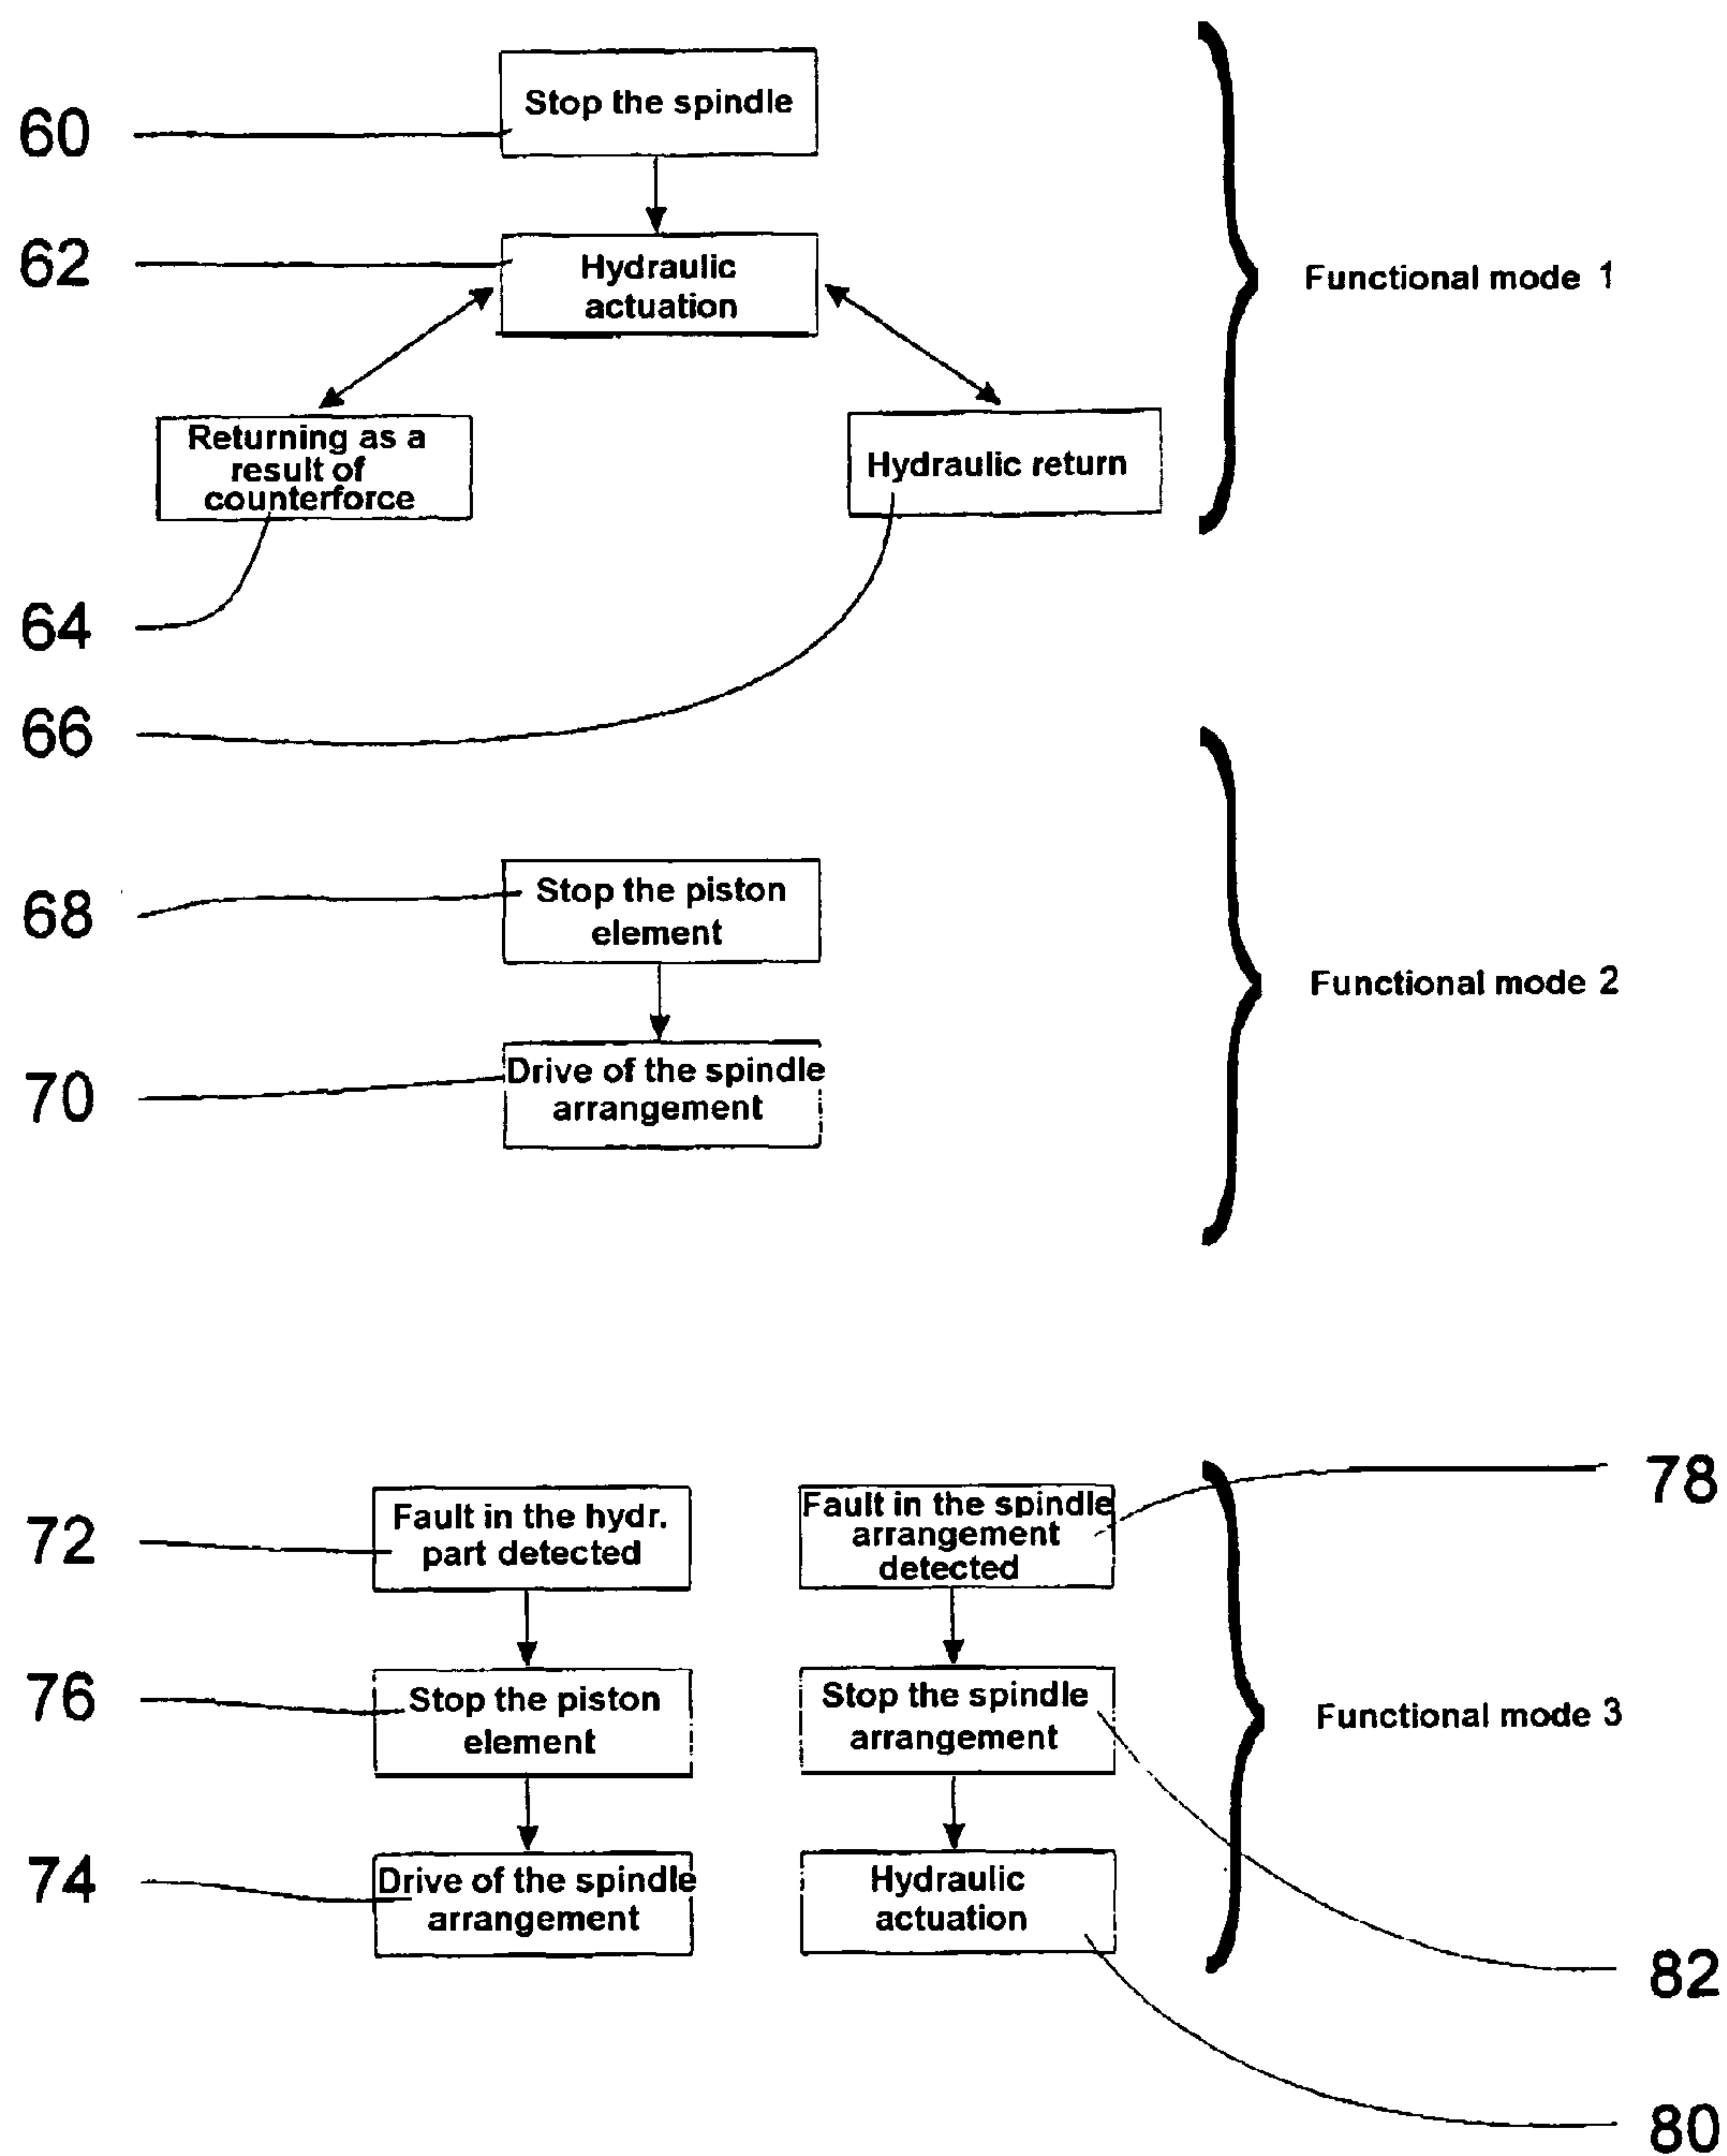 60
Stop the spindle
62
Hydraulic
actuation
Functional mode 1
Returning as a
result of
counterforce
Hydraulic return
64
66
68
Stop the piston
element
Functional mode 2
70
Drive of the spindle
arrangement
72
Fault in the hydr.
part detected
Fault in the spindle
arrangement
detected
78
76
Stop the piston
element
Stop the spindle
arrangement
Functional mode 3
74
Drive of the spindle
arrangement
Hydraulic
actuation
82
80